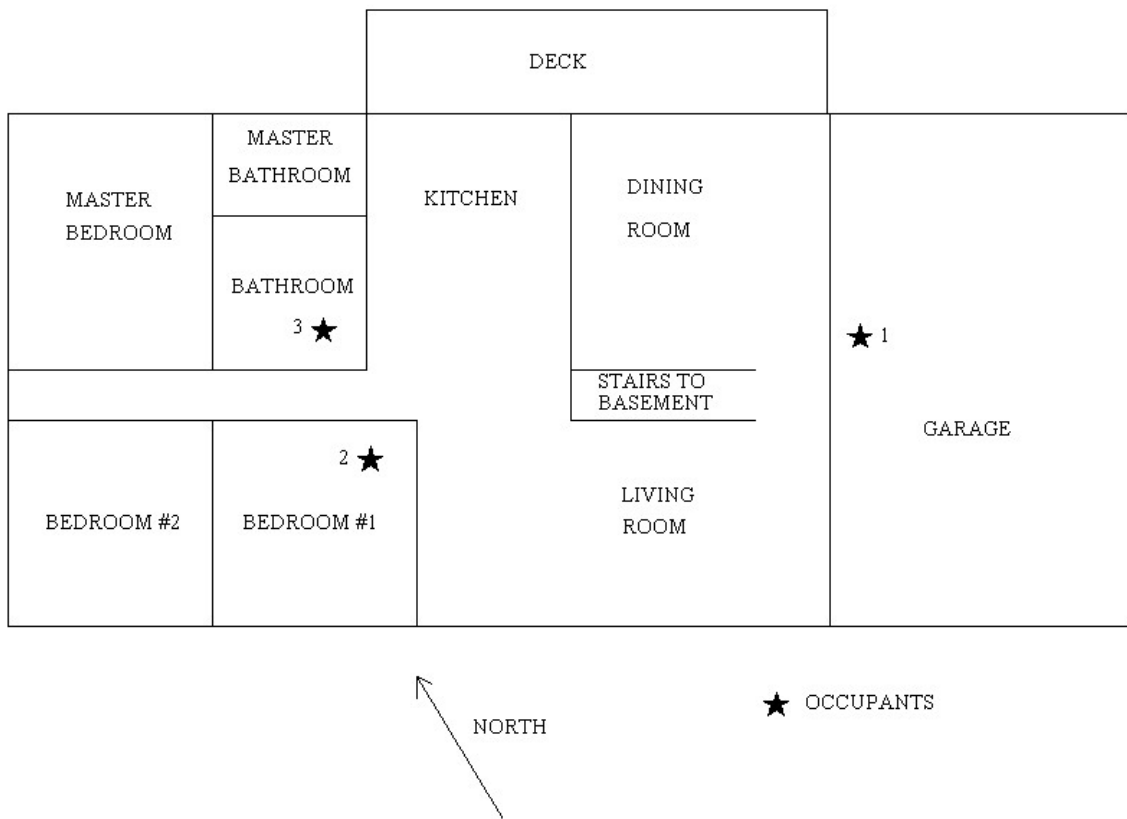 DECK
MASTER
BATHROOM
MASTER
BEDROOM
KITCHEN
DINING
ROOM
BATHROOM
3
1
STAIRS TO
BASEMENT
GARAGE
2
BEDROOM #2
BEDROOM #1
LIVING
ROOM
OCCUPANTS
NORTH